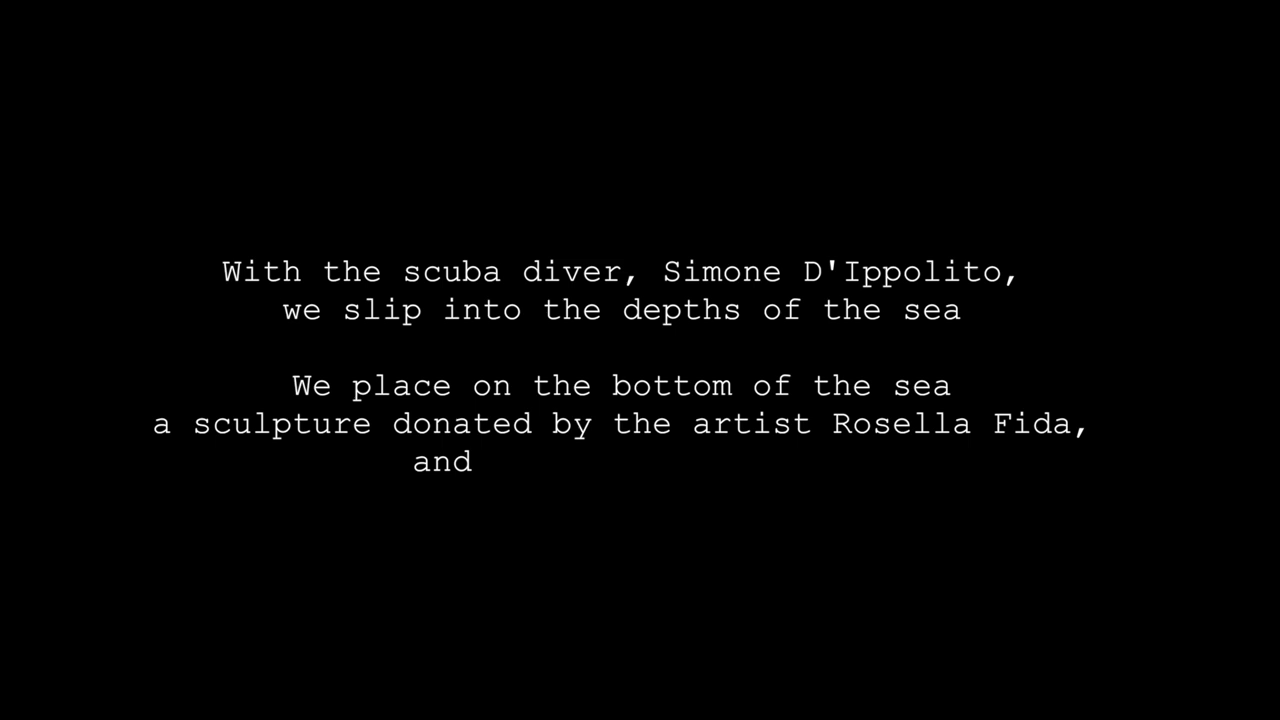 With the scuba diver, Simone D'Ippolito,
we slip into the depths of the sea
We place on the bottom of the sea
a sculpture donated by the artist Rosella Fida,
and